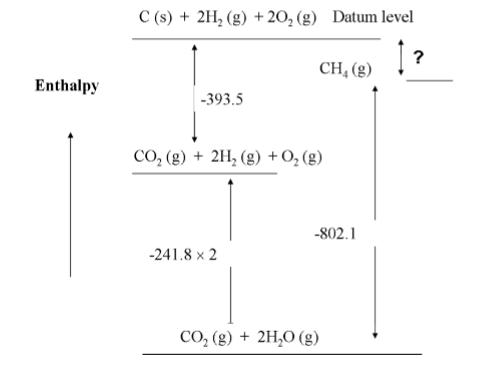 C (s) + 2H₂ (g) + 2O₂ (g) Datum level
?
CH₄ (g)
Enthalpy
-393.5
CO₂ (g) + 2H₂ (g) + O₂ (g)
-802.1
-241.8 × 2
CO₂ (g) + 2H₂O (g)